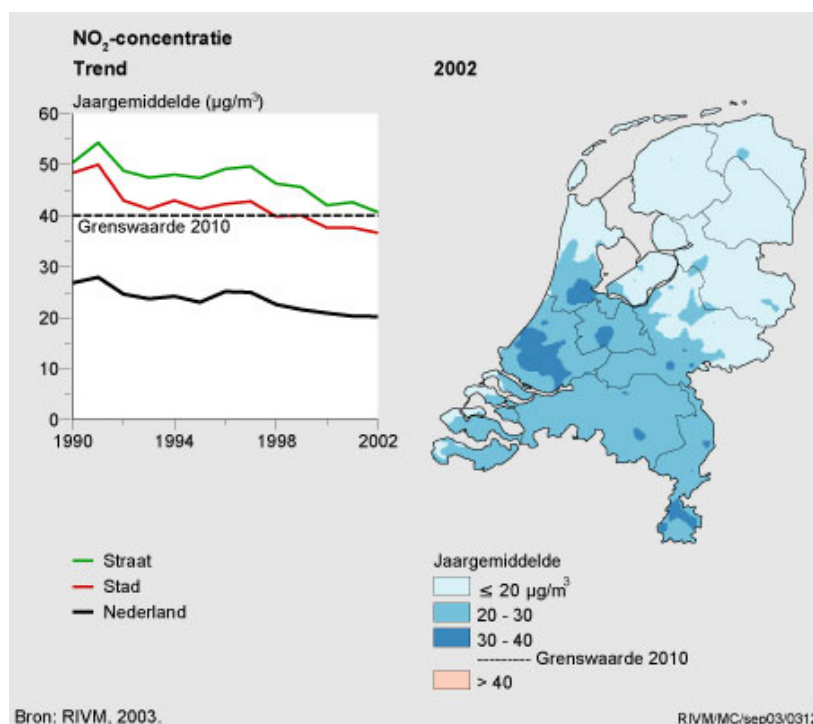 NO₂-concentratie
Trend
Jaargemiddelde (µg/m³)
60
50
40
30
20
10
0
Grenswaarde 2010
1990 1994 1998 2002
Straat
Stad
Nederland
2002
Jaargemiddelde
≤ 20 µg/m³
20 - 30
30 - 40
Grenswaarde 2010
> 40
Bron: RIVM, 2003.
RIVM/MC/sep03/0312